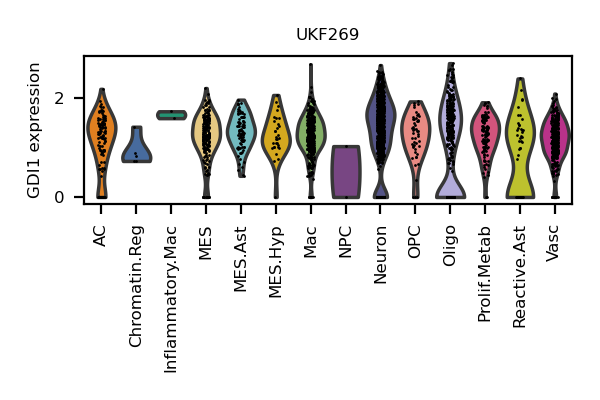 UKF269
GDI1 expression
2
0
AC
Chromatin.Reg
Inflammatory.Mac
MES
MES.Ast
MES.Hyp
Mac
NPC
Neuron
OPC
Oligo
Prolif.Metab
Reactive.Ast
Vasc